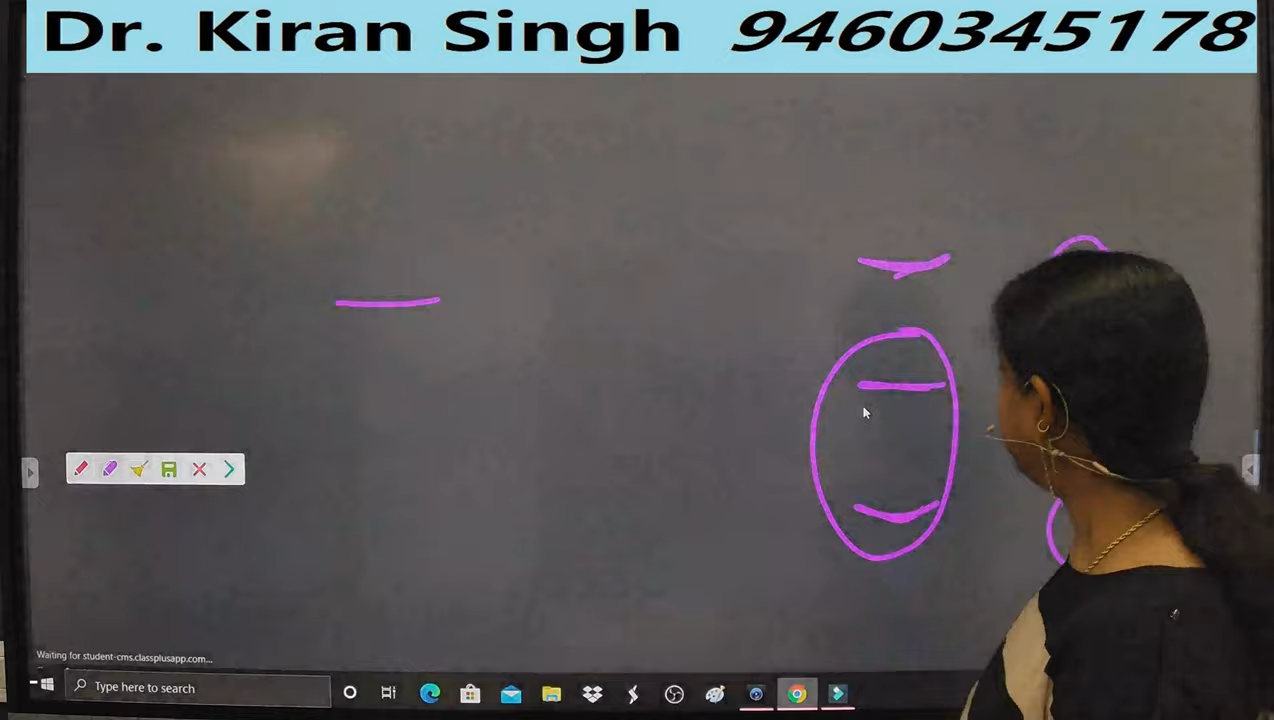 Dr. Kiran Singh 9460345178
Waiting for student-cms.classplusapp.com...
Type here to search